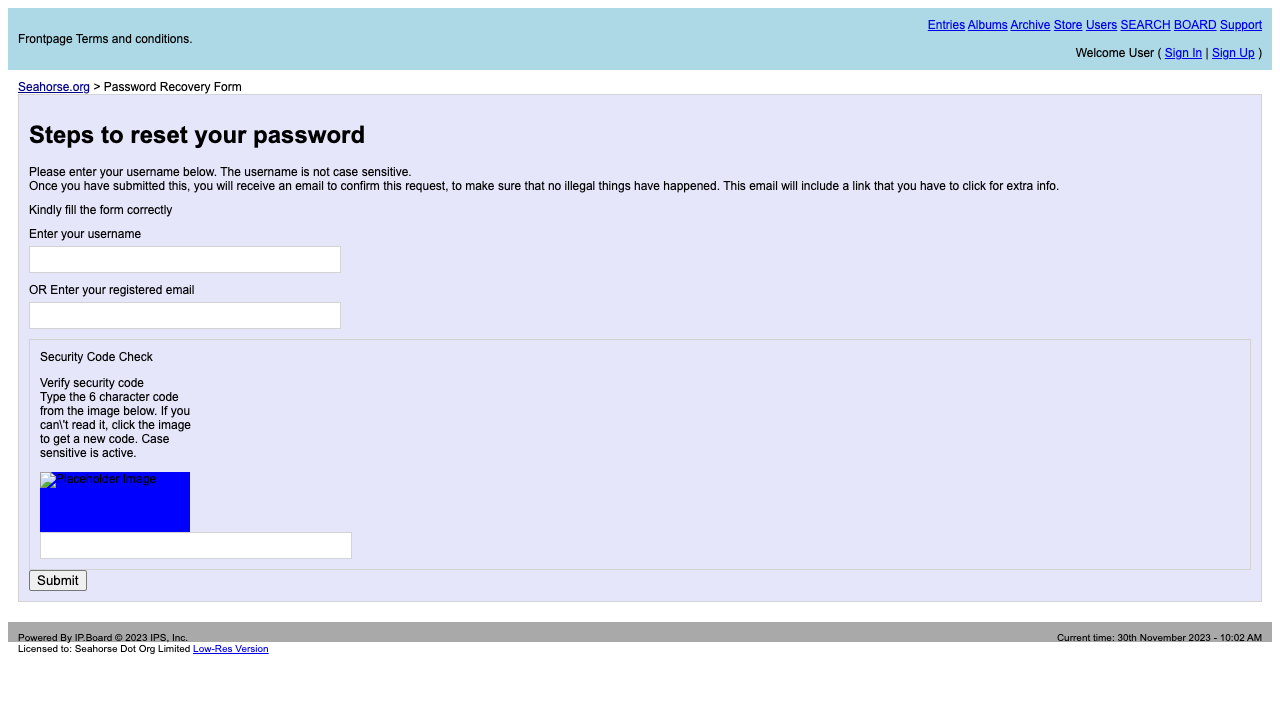 Frontpage Terms and conditions.
Entries Albums Archive Store Users SEARCH BOARD Support
Welcome User ( Sign In | Sign Up )
Seahorse.org > Password Recovery Form
Steps to reset your password
Please enter your username below. The username is not case sensitive.
Once you have submitted this, you will receive an email to confirm this request, to make sure that no illegal things have happened. This email will include a link that you have to click for extra info.
Kindly fill the form correctly
Enter your username
OR Enter your registered email
Security Code Check
Verify security code
Type the 6 character code
from the image below. If you
can\'t read it, click the image
to get a new code. Case
sensitive is active.
Placeholder Image
Submit
Powered By IP.Board © 2023 IPS, Inc.
Licensed to: Seahorse Dot Org Limited Low-Res Version
Current time: 30th November 2023 - 10:02 AM